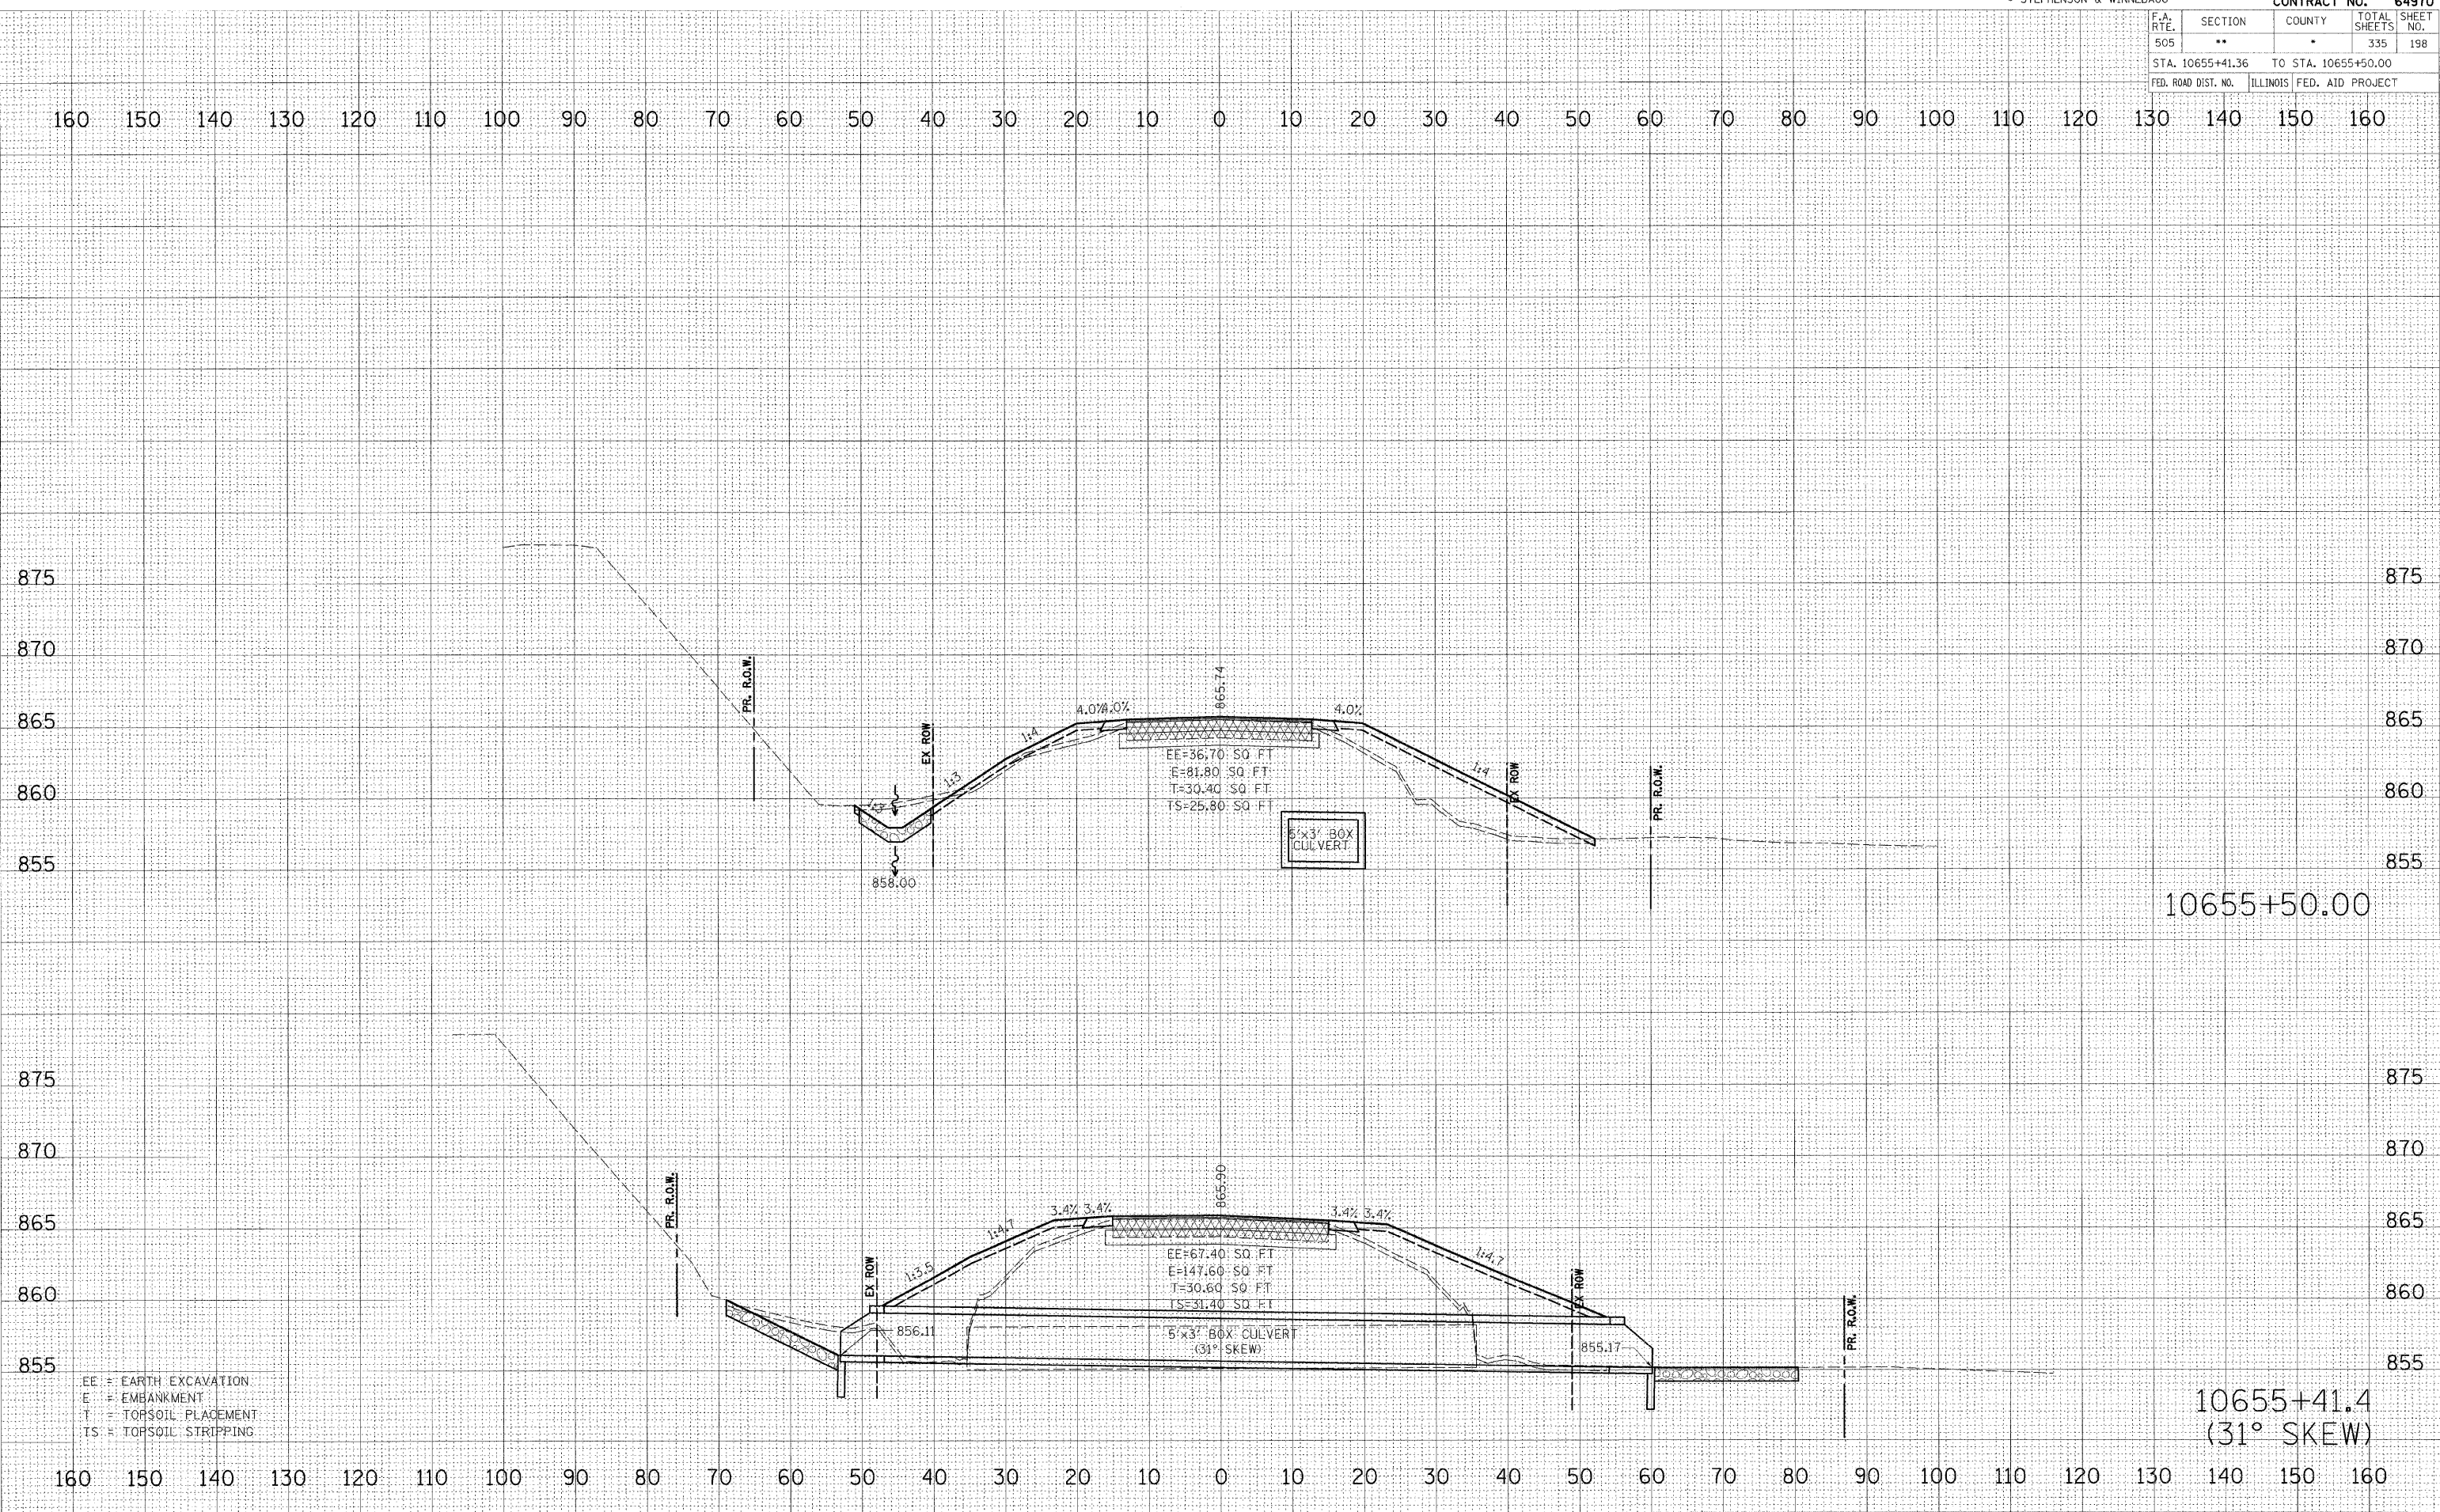 CONTRACT NO. 64970
F.A. RTE. SECTION COUNTY TOTAL SHEETS SHEET NO.
505 ** * 335 198
STA. 10655+41.36 TO STA. 10655+50.00
FED. ROAD DIST. NO. ILLINOIS FED. AID PROJECT
160 150 140 130 120 110 100 90 80 70 60 50 40 30 20 10 0 10 20 30 40 50 60 70 80 90 100 110 120 130 140 150 160
875 875
870 870
PR. R.O.W.
865.74
865 865
4.0% 4.0% 4.0%
EX ROW
1:4
1:3
EE=36.70 SQ FT
E=81.80 SQ FT
T=30.40 SQ FT
TS=25.80 SQ FT
1:4
EX ROW
PR. R.O.W.
860 860
5'x3' BOX
CULVERT
855 855
858.00
10655+50.00
875 875
870 870
PR. R.O.W.
865.90
865 865
3.4% 3.4% 3.4% 3.4%
1:4.7
1:3.5
EX ROW
EE=67.40 SQ FT
E=147.60 SQ FT
T=30.60 SQ FT
TS=31.40 SQ FT
1:4.7
EX ROW
PR. R.O.W.
860 860
856.11
5'x3' BOX CULVERT
(31° SKEW)
855.17
855 855
EE = EARTH EXCAVATION
E = EMBANKMENT
T = TOPSOIL PLACEMENT
TS = TOPSOIL STRIPPING
10655+41.4
(31° SKEW)
160 150 140 130 120 110 100 90 80 70 60 50 40 30 20 10 0 10 20 30 40 50 60 70 80 90 100 110 120 130 140 150 160